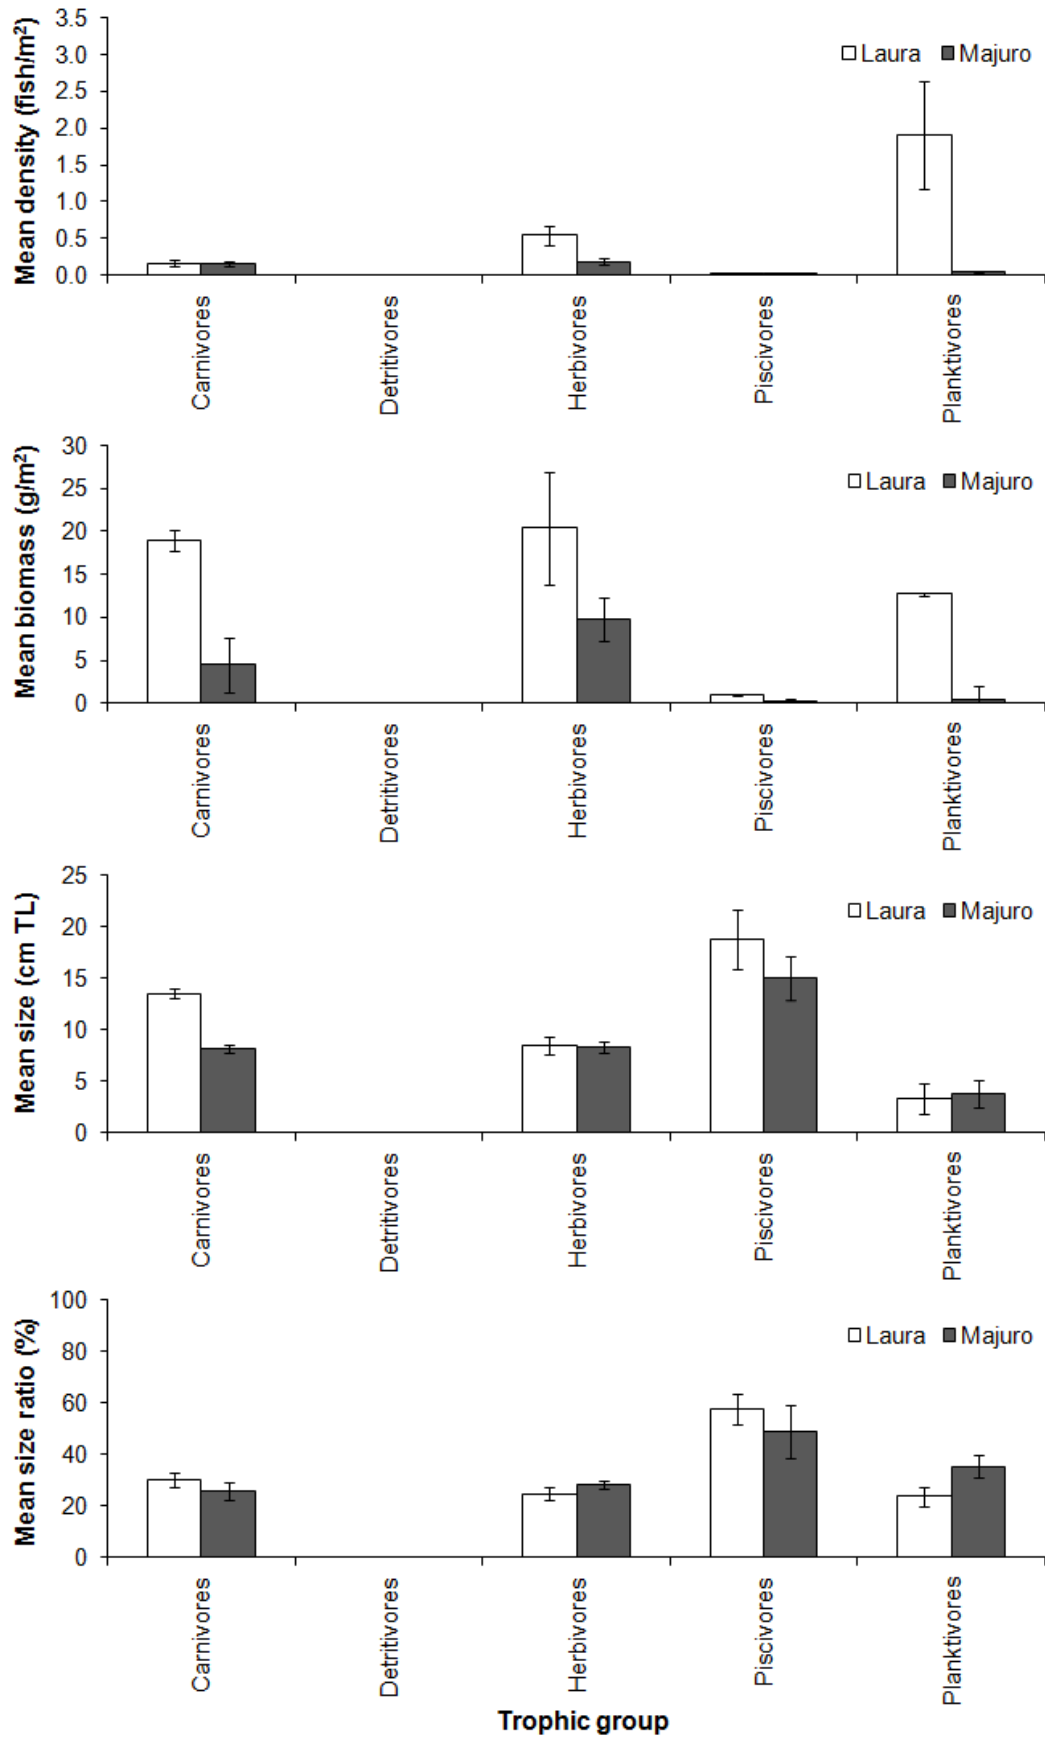 Mean density (fish/m²)
3.5
3.0
2.5
2.0
1.5
1.0
0.5
0.0
Laura Majuro
Carnivores
Detritivores
Herbivores
Piscivores
Planktivores
Mean biomass (g/m²)
30
25
20
15
10
5
0
Laura Majuro
Carnivores
Detritivores
Herbivores
Piscivores
Planktivores
Mean size (cm TL)
25
20
15
10
5
0
Laura Majuro
Carnivores
Detritivores
Herbivores
Piscivores
Planktivores
Mean size ratio (%)
100
80
60
40
20
0
Laura Majuro
Carnivores
Detritivores
Herbivores
Piscivores
Planktivores
Trophic group